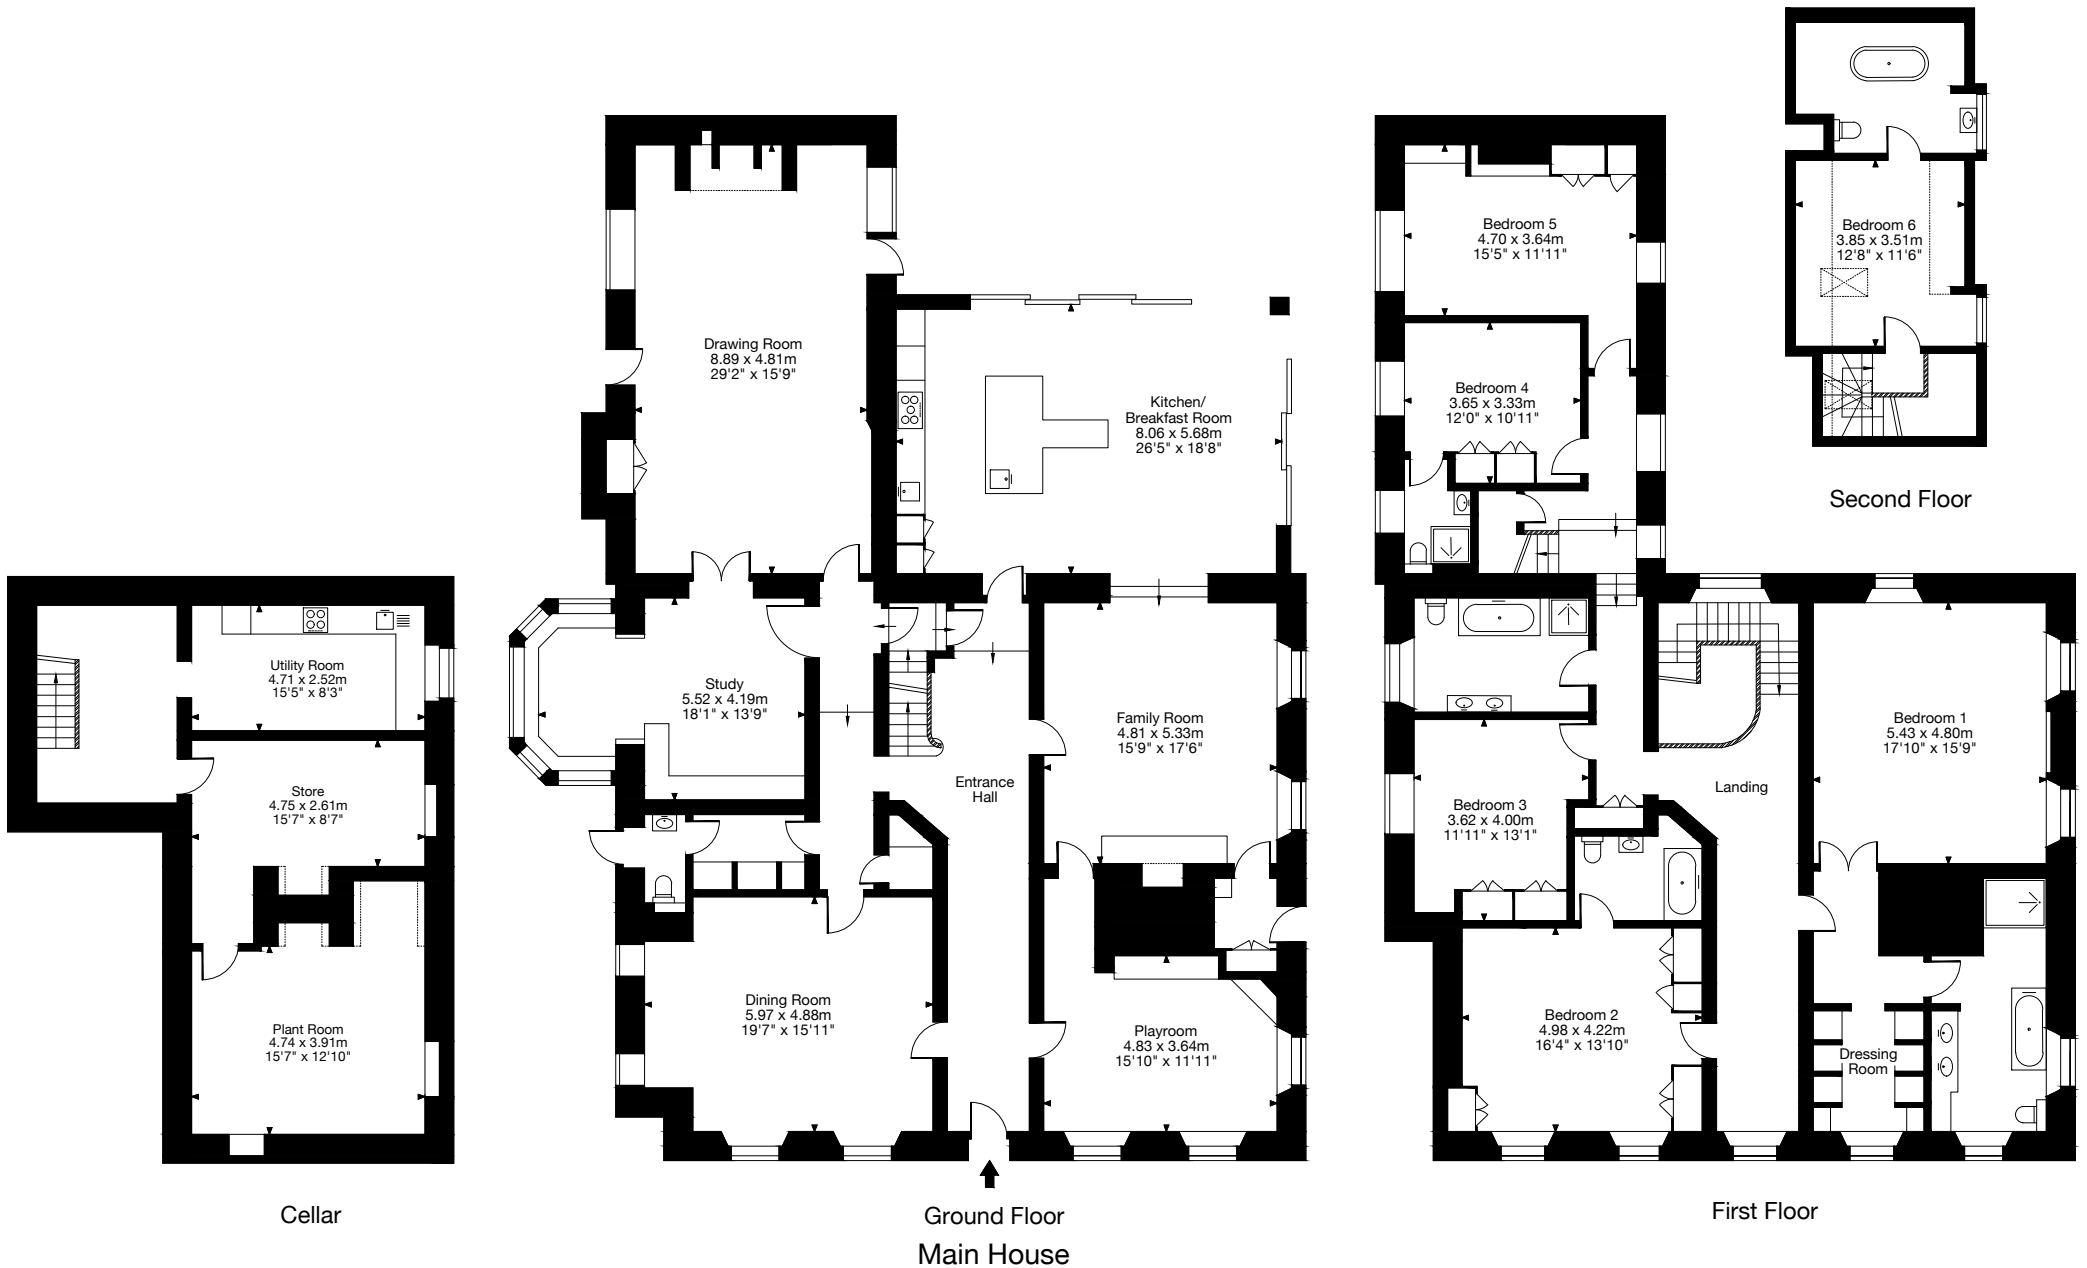 Utility Room
4.71 x 2.52m
15'5" x 8'3"
Store
4.75 x 2.61m
15'7" x 8'7"
Plant Room
4.74 x 3.91m
15'7" x 12'10"
Cellar
Drawing Room
8.89 x 4.81m
29'2" x 15'9"
Kitchen/
Breakfast Room
8.06 x 5.68m
26'5" x 18'8"
Study
5.52 x 4.19m
18'1" x 13'9"
Family Room
4.81 x 5.33m
15'9" x 17'6"
Entrance
Hall
Dining Room
5.97 x 4.88m
19'7" x 15'11"
Playroom
4.83 x 3.64m
15'10" x 11'11"
Ground Floor
Main House
Bedroom 5
4.70 x 3.64m
15'5" x 11'11"
Bedroom 4
3.65 x 3.33m
12'0" x 10'11"
Bedroom 1
5.43 x 4.80m
17'10" x 15'9"
Landing
Bedroom 3
3.62 x 4.00m
11'11" x 13'1"
Bedroom 2
4.98 x 4.22m
16'4" x 13'10"
Dressing
Room
First Floor
Bedroom 6
3.85 x 3.51m
12'8" x 11'6"
Second Floor